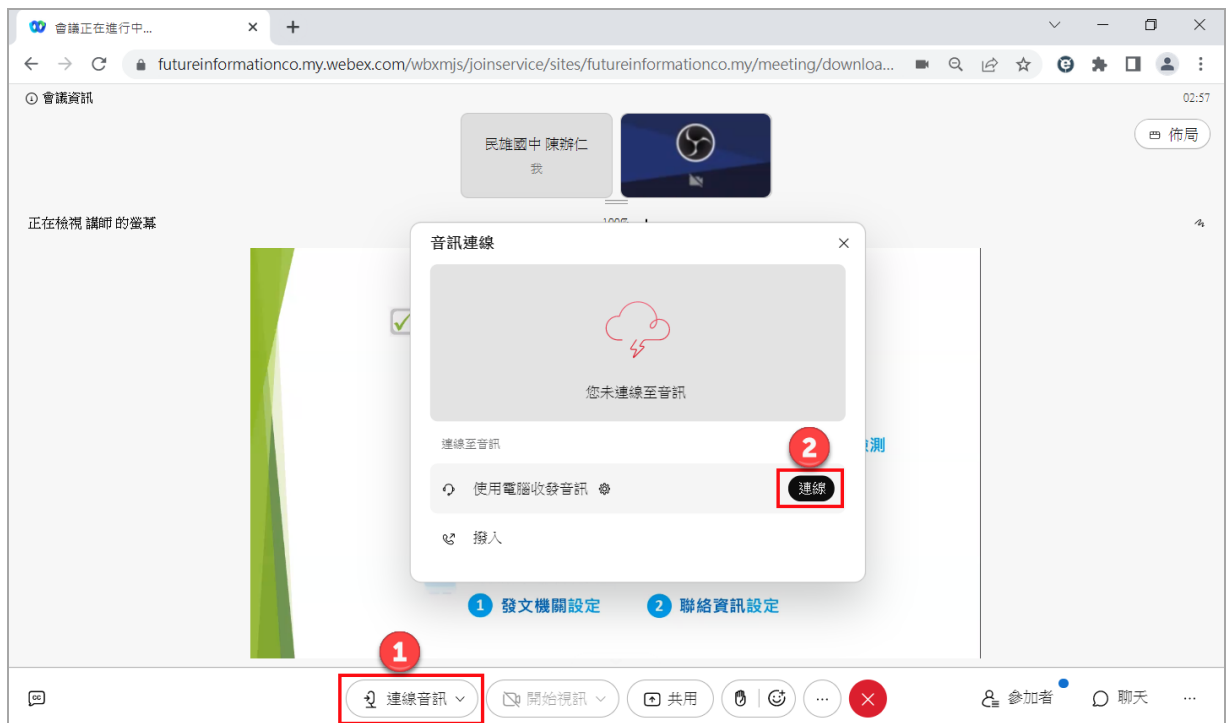 會議正在進行中...
futureinformationco.my.webex.com/wbxmjs/joinservice/sites/futureinformationco.my/meeting/downloa...
會議資訊
02:57
民雄國中 陳辦仁
我
佈局
正在檢視 講師 的螢幕
音訊連線
您未連線至音訊
連線至音訊
2
測
使用電腦收發音訊
連線
撥入
1 發文機關設定
2 聯絡資訊設定
1
連線音訊
開始視訊
共用
參加者
聊天